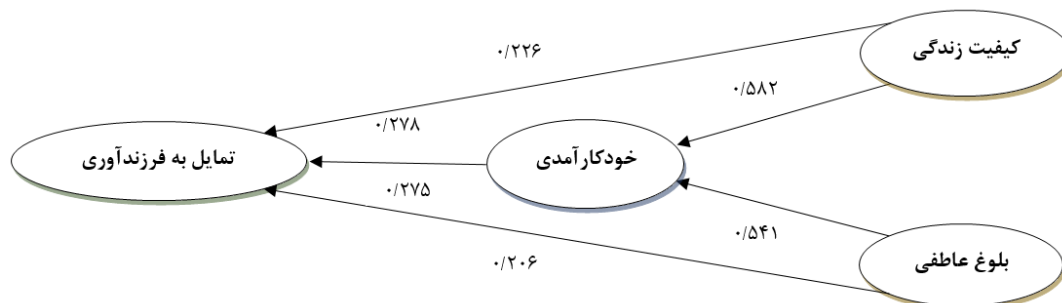 کیفیت زندگی
۰/۲۲۶
۰/۵۸۲
۰/۲۷۸
خودکارآمدی
تمایل به فرزندآوری
۰/۲۷۵
۰/۵۴۱
بلوغ عاطفی
۰/۲۰۶